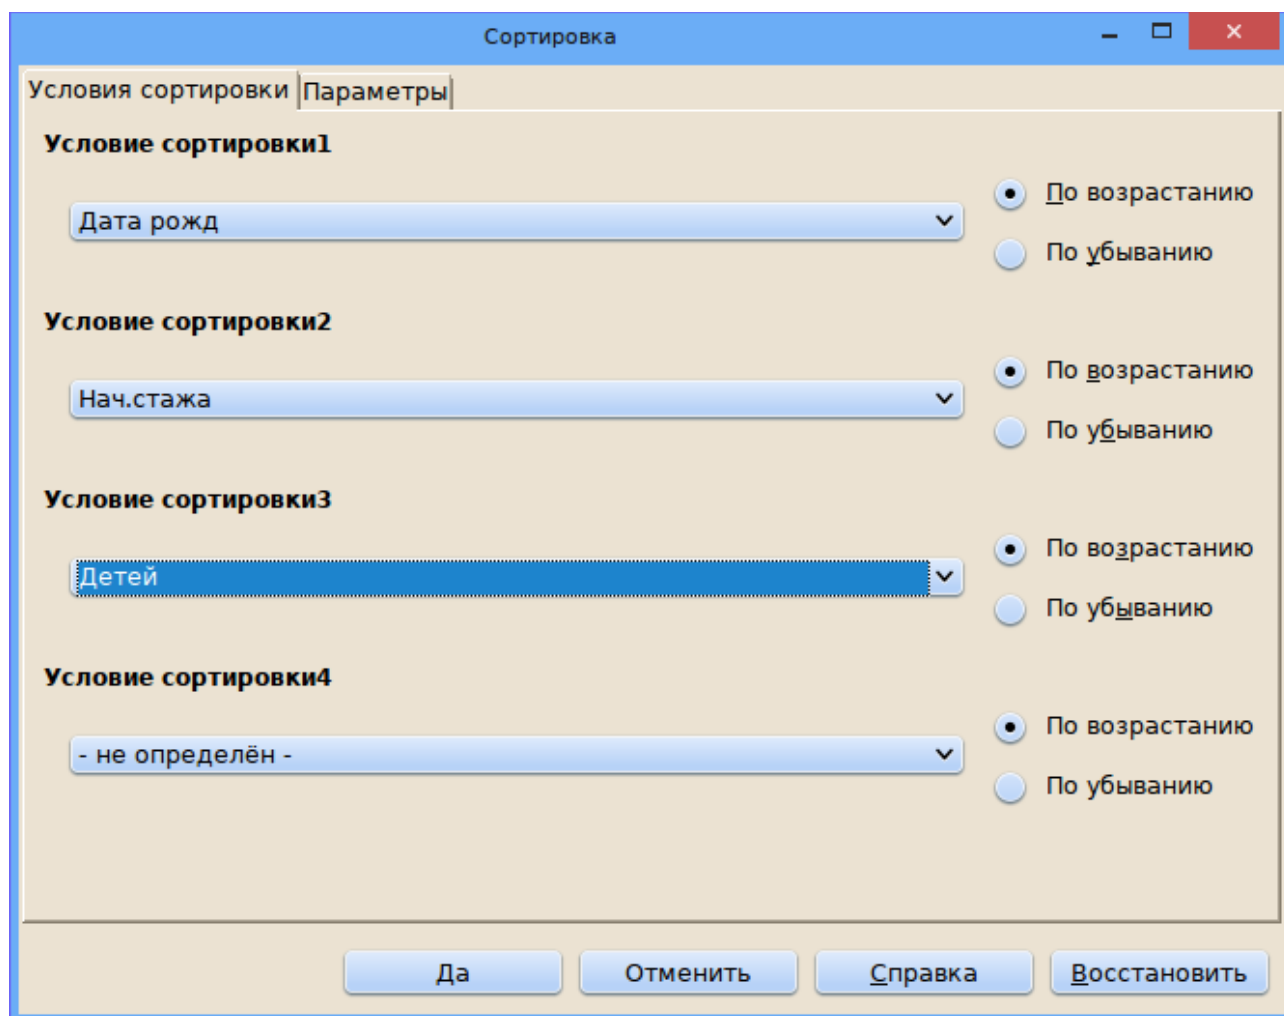 Сортировка
Условия сортировки Параметры
Условие сортировки1
Дата рожд
По возрастанию
По убыванию
Условие сортировки2
Нач.стажа
По возрастанию
По убыванию
Условие сортировки3
Детей
По возрастанию
По убыванию
Условие сортировки4
- не определён -
По возрастанию
По убыванию
Да Отменить Справка Восстановить